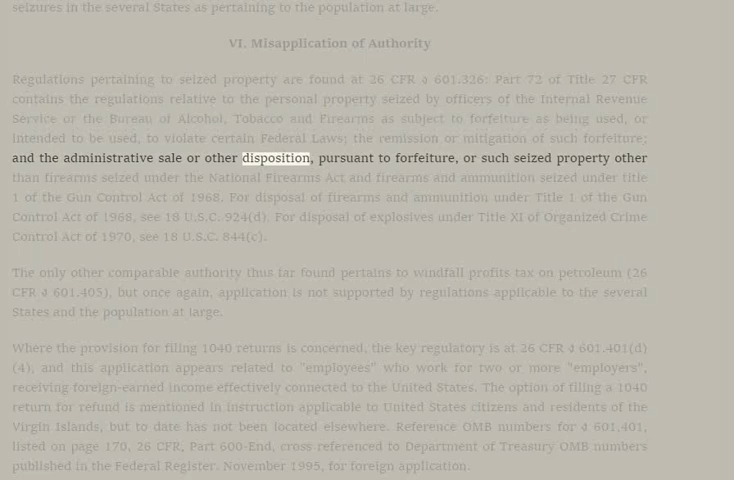 seizures in the several States as pertaining to the population at large.
VI. Misapplication of Authority
Regulations pertaining to seized property are found at 26 CFR § 601.326: Part 72 of Title 27 CFR
contains the regulations relative to the personal property seized by officers of the Internal Revenue
Service or the Bureau of Alcohol, Tobacco and Firearms as subject to forfeiture as being used, or
intended to be used, to violate certain Federal Laws; the remission or mitigation of such forfeiture;
and the administrative sale or other disposition, pursuant to forfeiture, or such seized property other
than firearms seized under the National Firearms Act and firearms and ammunition seized under title
1 of the Gun Control Act of 1968. For disposal of firearms and ammunition under Title 1 of the Gun
Control Act of 1968, see 18 U.S.C. 924(d). For disposal of explosives under Title XI of Organized Crime
Control Act of 1970, see 18 U.S.C. 844(c).
The only other comparable authority thus far found pertains to windfall profits tax on petroleum (26
CFR § 601.405), but once again, application is not supported by regulations applicable to the several
States and the population at large.
Where the provision for filing 1040 returns is concerned, the key regulatory is at 26 CFR § 601.401(d)
(4), and this application appears related to "employees" who work for two or more "employers",
receiving foreign-earned income effectively connected to the United States. The option of filing a 1040
return for refund is mentioned in instruction applicable to United States citizens and residents of the
Virgin Islands, but to date has not been located elsewhere. Reference OMB numbers for § 601.401,
listed on page 170, 26 CFR, Part 600-End, cross referenced to Department of Treasury OMB numbers
published in the Federal Register. November 1995, for foreign application.